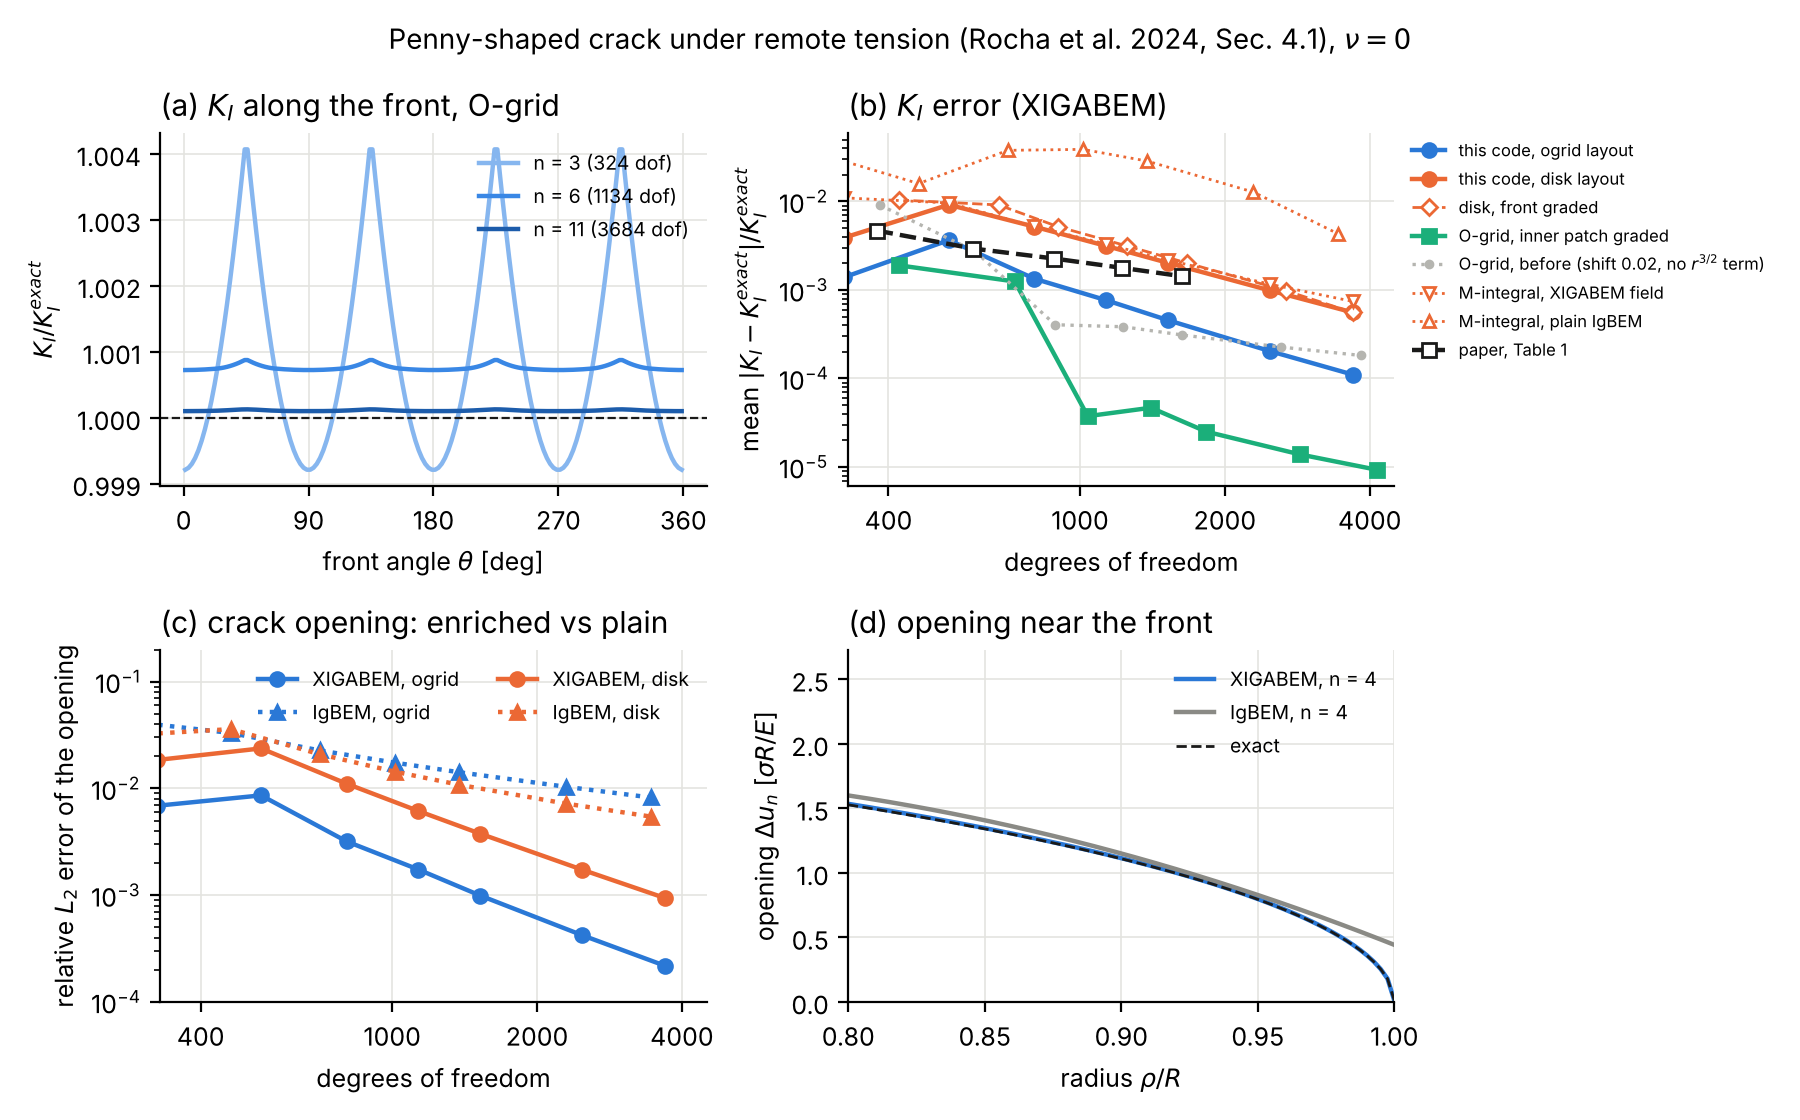 Penny-shaped crack under remote tension (Rocha et al. 2024, Sec. 4.1), ν = 0
(a) K_I along the front, O-grid
K_I/K_I^exact
1.004
1.003
1.002
1.001
1.000
0.999
n = 3 (324 dof)
n = 6 (1134 dof)
n = 11 (3684 dof)
0 90 180 270 360
front angle θ [deg]
(b) K_I error (XIGABEM)
mean |K_I − K_I^exact|/K_I^exact
10^−2
10^−3
10^−4
10^−5
400 1000 2000 4000
degrees of freedom
this code, ogrid layout
this code, disk layout
disk, front graded
O-grid, inner patch graded
O-grid, before (shift 0.02, no r^3/2 term)
M-integral, XIGABEM field
M-integral, plain IgBEM
paper, Table 1
(c) crack opening: enriched vs plain
relative L_2 error of the opening
10^−1
10^−2
10^−3
10^−4
XIGABEM, ogrid XIGABEM, disk
IgBEM, ogrid IgBEM, disk
400 1000 2000 4000
degrees of freedom
(d) opening near the front
opening Δu_n [σR/E]
2.5
2.0
1.5
1.0
0.5
0.0
XIGABEM, n = 4
IgBEM, n = 4
exact
0.80 0.85 0.90 0.95 1.00
radius ρ/R